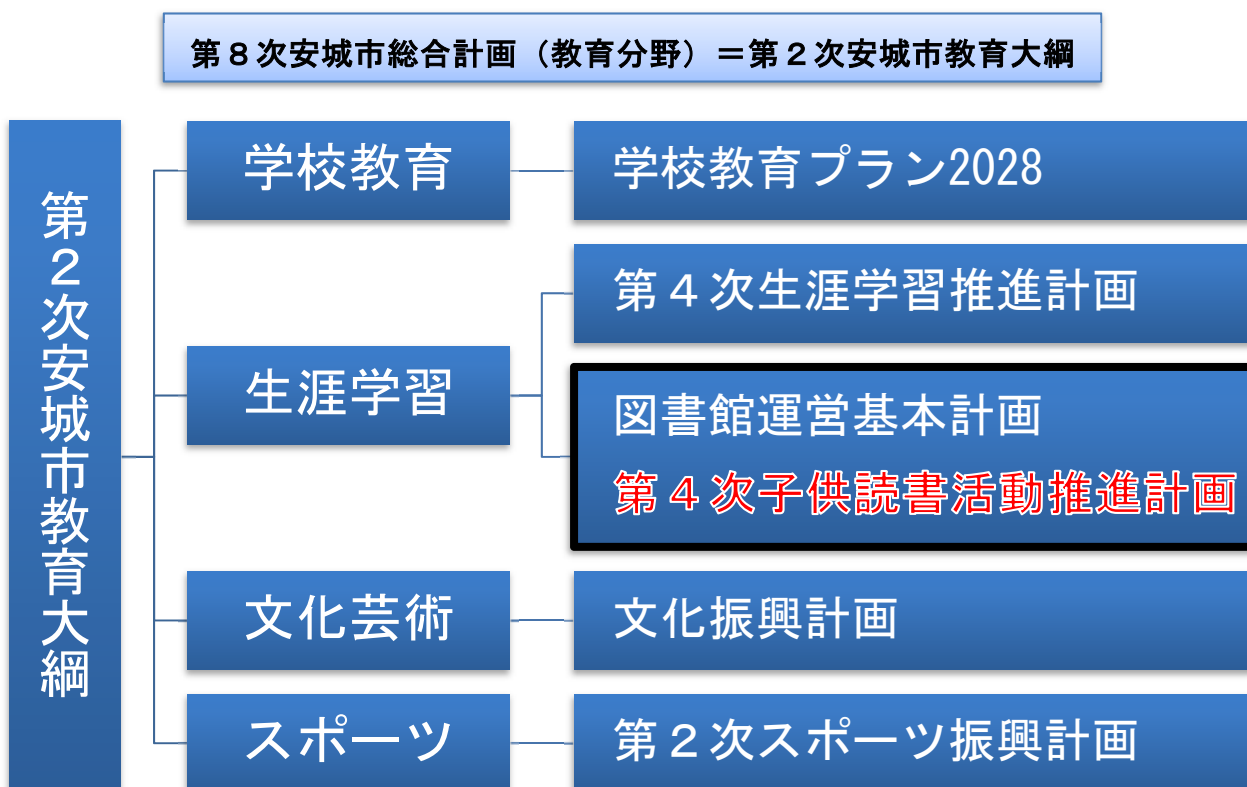 第８次安城市総合計画（教育分野）＝第２次安城市教育大綱
第２次安城市教育大綱
学校教育
学校教育プラン2028
生涯学習
第４次生涯学習推進計画
図書館運営基本計画
第４次子供読書活動推進計画
文化芸術
文化振興計画
スポーツ
第２次スポーツ振興計画